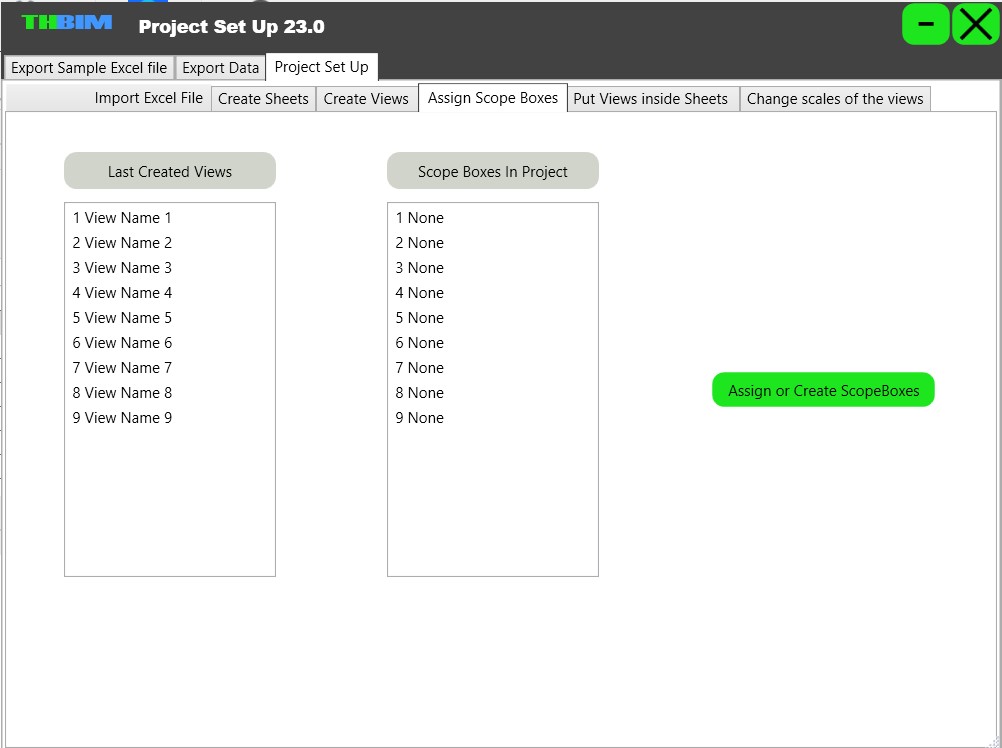 THBIM Project Set Up 23.0
Export Sample Excel file Export Data Project Set Up
Import Excel File Create Sheets Create Views Assign Scope Boxes Put Views inside Sheets Change scales of the views
Last Created Views
1 View Name 1
2 View Name 2
3 View Name 3
4 View Name 4
5 View Name 5
6 View Name 6
7 View Name 7
8 View Name 8
9 View Name 9
Scope Boxes In Project
1 None
2 None
3 None
4 None
5 None
6 None
7 None
8 None
9 None
Assign or Create ScopeBoxes